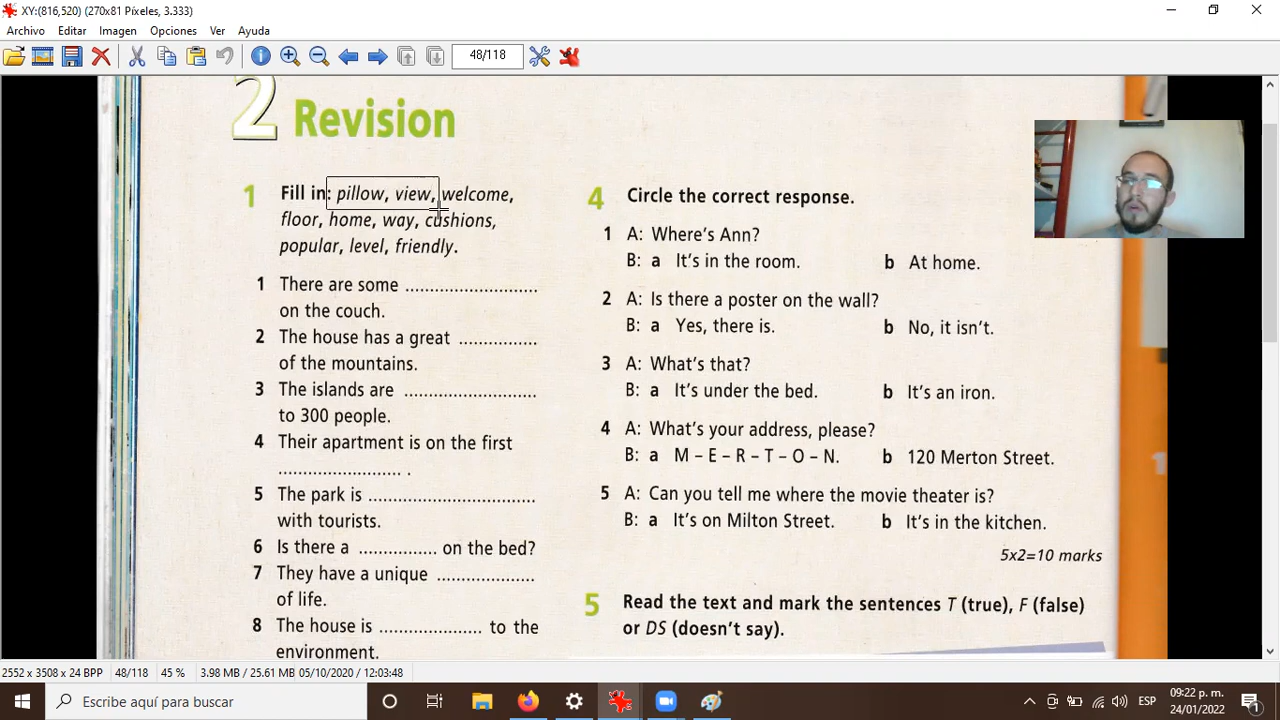 XY:(816,520) (270x81 Píxeles, 3.333)
Archivo Editar Imagen Opciones Ver Ayuda
48/118
2 Revision
1 Fill in: pillow, view, welcome,
floor, home, way, cushions,
popular, level, friendly.
1 There are some ..........................
on the couch.
2 The house has a great ...............
of the mountains.
3 The islands are ..........................
to 300 people.
4 Their apartment is on the first
........................ .
5 The park is .................................
with tourists.
6 Is there a ................ on the bed?
7 They have a unique ...................
of life.
8 The house is .................... to the
environment.
4 Circle the correct response.
1 A: Where's Ann?
B: a It's in the room. b At home.
2 A: Is there a poster on the wall?
B: a Yes, there is. b No, it isn't.
3 A: What's that?
B: a It's under the bed. b It's an iron.
4 A: What's your address, please?
B: a M – E – R – T – O – N. b 120 Merton Street.
5 A: Can you tell me where the movie theater is?
B: a It's on Milton Street. b It's in the kitchen.
5x2=10 marks
5 Read the text and mark the sentences T (true), F (false)
or DS (doesn't say).
2552 x 3508 x 24 BPP 48/118 45 % 3.98 MB / 25.61 MB 05/10/2020 / 12:03:48
Escribe aquí para buscar
ESP
09:22 p. m.
24/01/2022
1